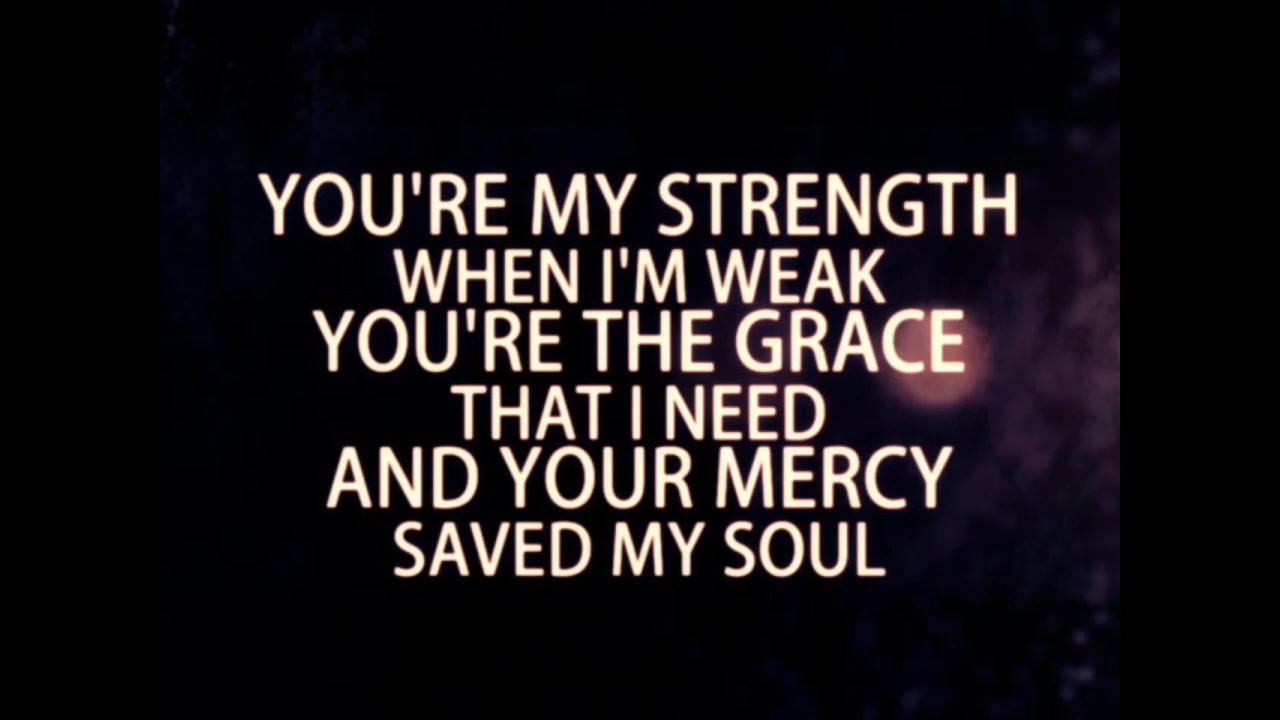 YOU'RE MY STRENGTH
WHEN I'M WEAK
YOU'RE THE GRACE
THAT I NEED
AND YOUR MERCY
SAVED MY SOUL